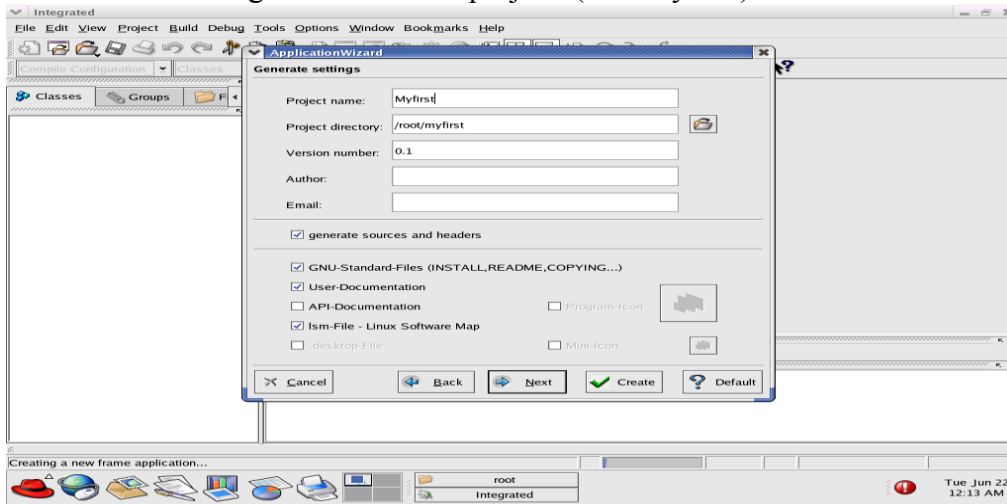 Integrated
File Edit View Project Build Debug Tools Options Window Bookmarks Help
ApplicationWizard
Compile Configuration Classes
Generate settings
Classes Groups F
Project name: Myfirst
Project directory: /root/myfirst
Version number: 0.1
Author:
Email:
generate sources and headers
GNU-Standard-Files (INSTALL,README,COPYING...)
User-Documentation
API-Documentation Program-Icon
lsm-File - Linux Software Map
.desktop-File Mini-Icon
Cancel Back Next Create Default
Creating a new frame application...
root
Integrated
Tue Jun
12:13 AM